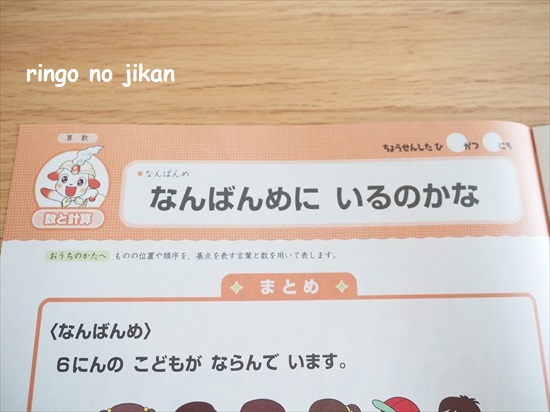 ringo no jikan
算数
ちょうせんした ひ がつ にち
なんばんめ
なんばんめに いるのかな
数と計算
おうちのかたへ ものの位置や順序を、基点を表す言葉と数を用いて表します。
まとめ
〈なんばんめ〉
6にんの こどもが ならんで います。